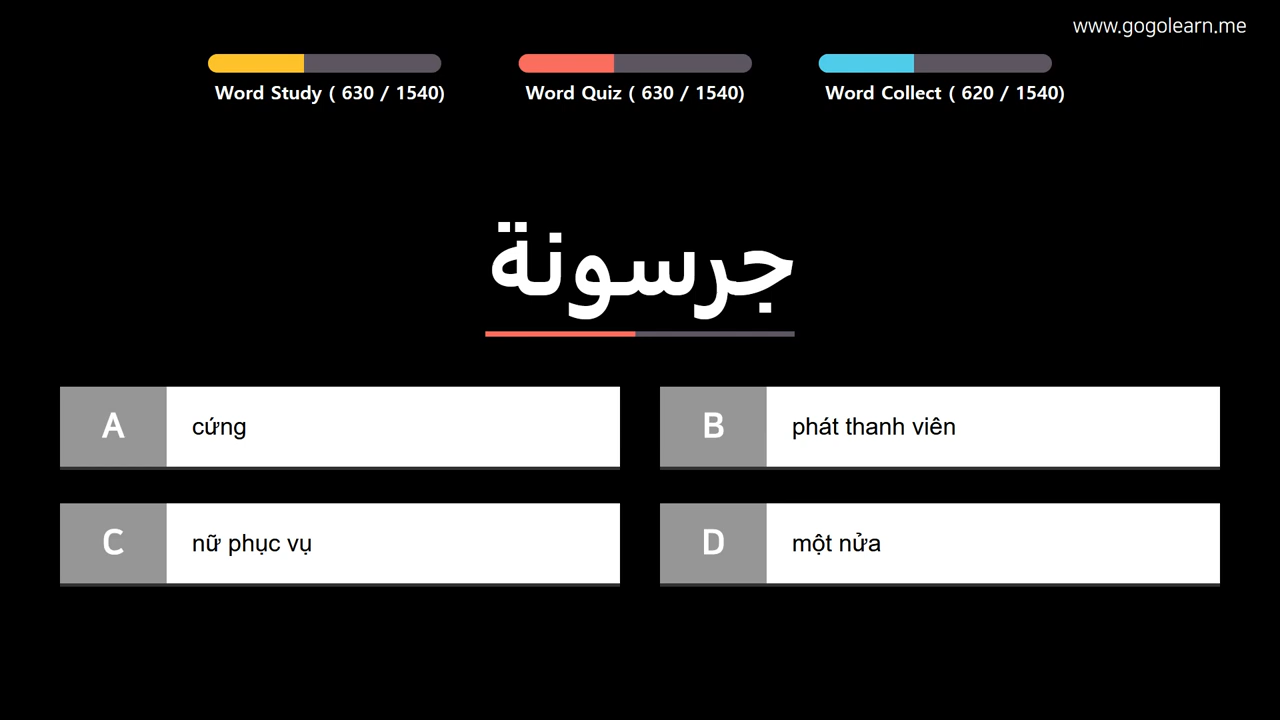 www.gogolearn.me
Word Study ( 630 / 1540)
Word Quiz ( 630 / 1540)
Word Collect ( 620 / 1540)
جرسونة
A
cứng
B
phát thanh viên
C
nữ phục vụ
D
một nửa